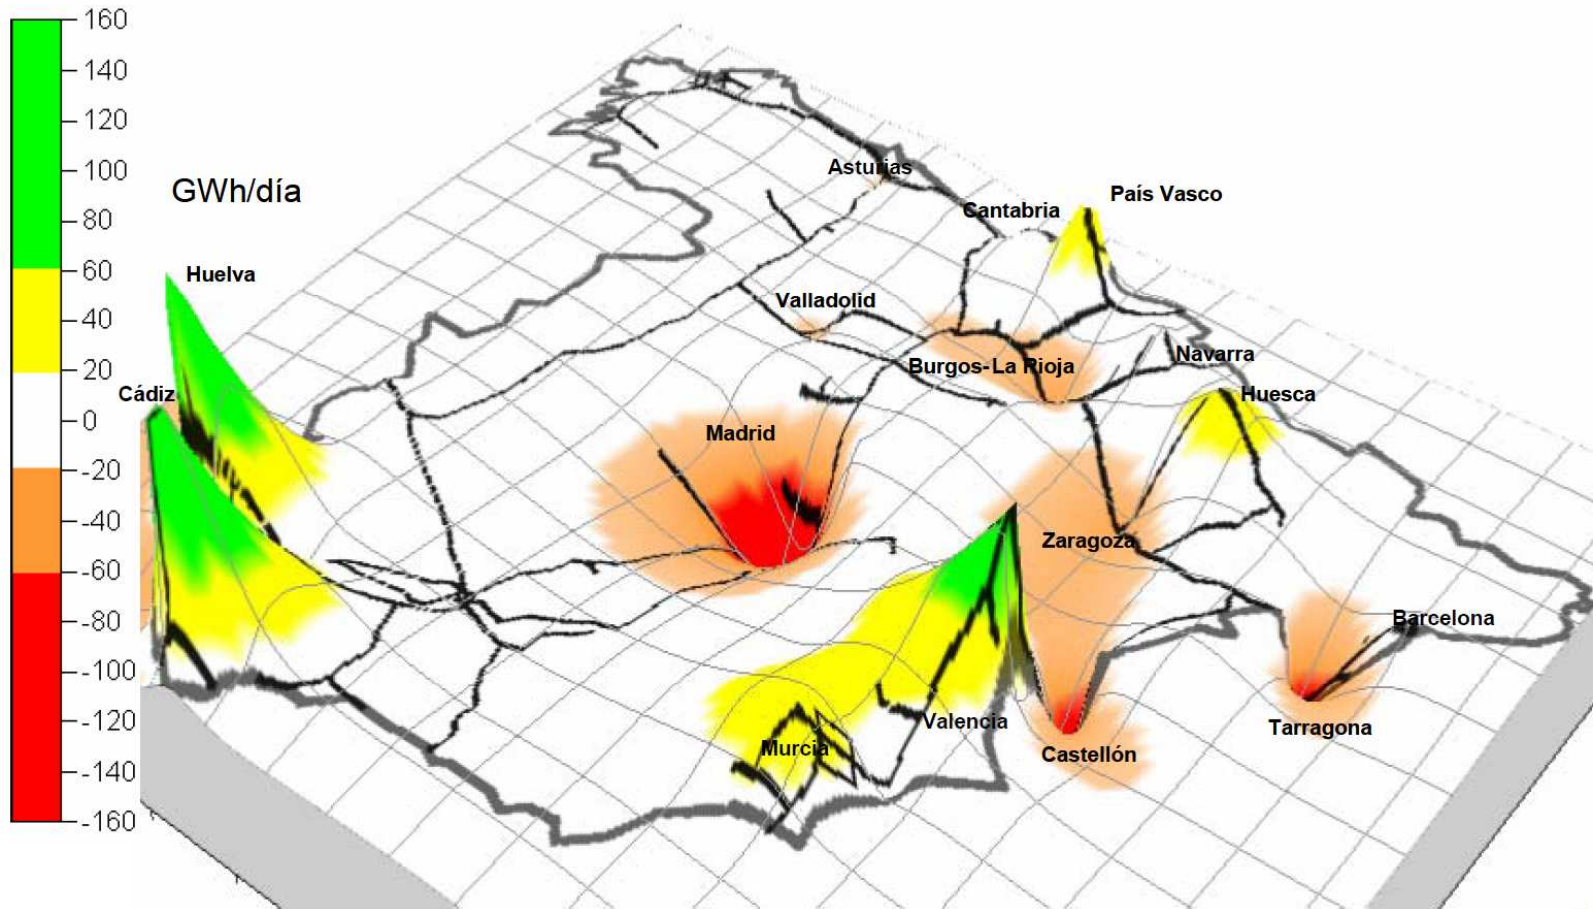 160
140
120
100
80
60
40
20
0
-20
-40
-60
-80
-100
-120
-140
-160
GWh/día
Asturias
País Vasco
Cantabria
Huelva
Valladolid
Navarra
Burgos-La Rioja
Cádiz
Huesca
Madrid
Zaragoza
Barcelona
Valencia
Tarragona
Murcia
Castellón